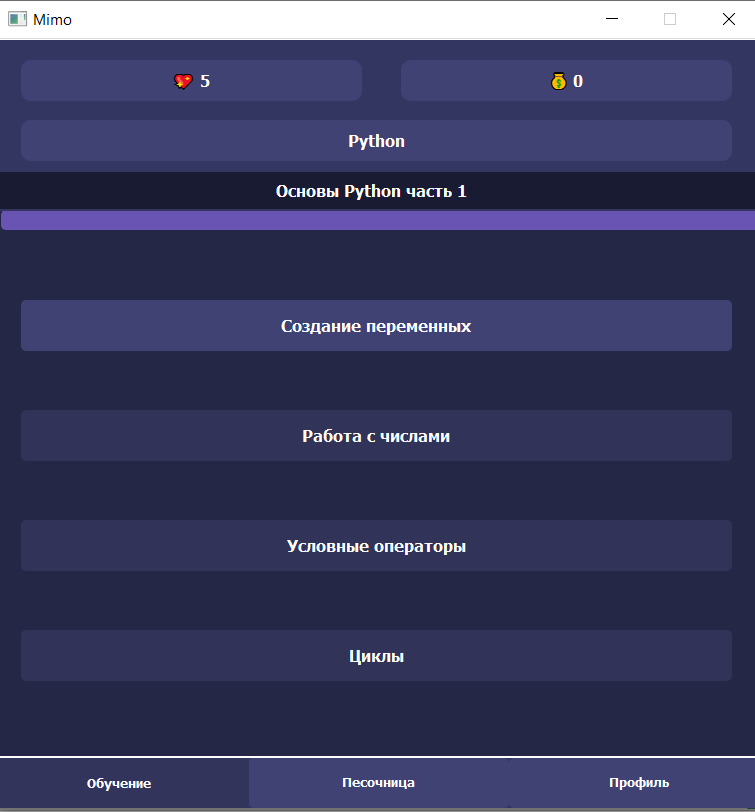 Mimo
5
0
Python
Основы Python часть 1
Создание переменных
Работа с числами
Условные операторы
Циклы
Обучение
Песочница
Профиль